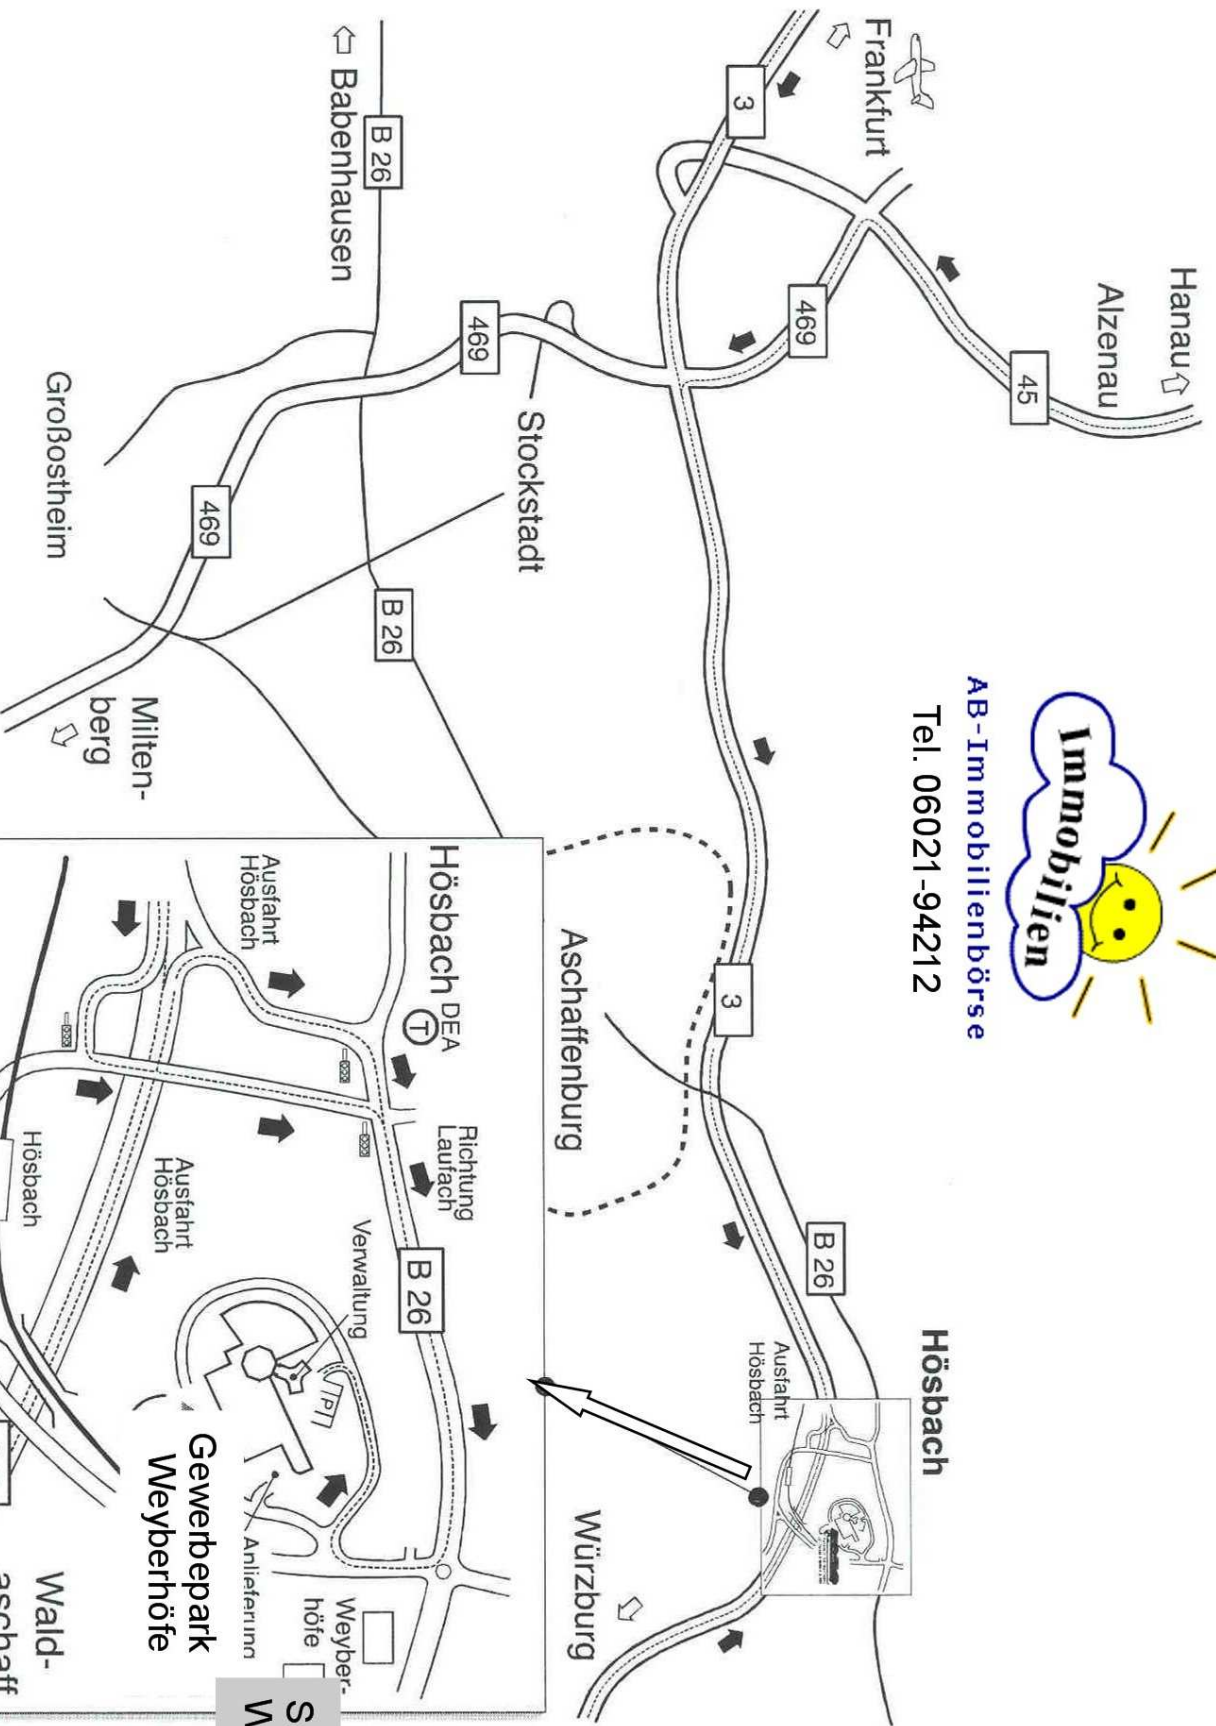 Immobilien
AB-Immobilienbörse
Tel. 06021-94212
Hanau
Alzenau
45
Frankfurt
3
469
469
Stockstadt
B 26
Babenhausen
469
Großostheim
B 26
Milten-
berg
3
Aschaffenburg
B 26
Hösbach
Ausfahrt
Hösbach
Würzburg
Hösbach
DEA
T
Ausfahrt
Hösbach
Richtung
Laufach
B 26
Verwaltung
P
Ausfahrt
Hösbach
Hösbach
Gewerbepark
Weyberhöfe
Anlieferung
Weyber-
höfe
Wald-
aschaff
S